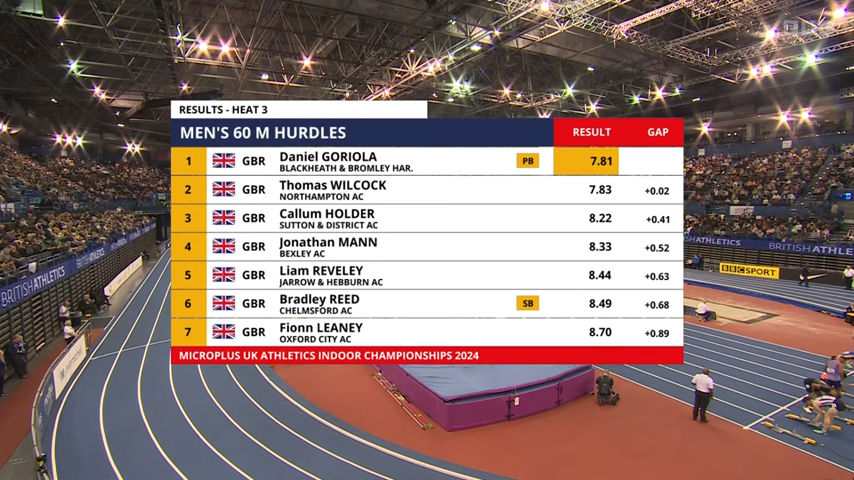 RESULTS - HEAT 3
MEN'S 60 M HURDLES RESULT GAP
1 GBR Daniel GORIOLA PB 7.81
BLACKHEATH & BROMLEY HAR.
2 GBR Thomas WILCOCK 7.83 +0.02
NORTHAMPTON AC
3 GBR Callum HOLDER 8.22 +0.41
SUTTON & DISTRICT AC
4 GBR Jonathan MANN 8.33 +0.52
BEXLEY AC
5 GBR Liam REVELEY 8.44 +0.63
JARROW & HEBBURN AC
6 GBR Bradley REED SB 8.49 +0.68
CHELMSFORD AC
7 GBR Fionn LEANEY 8.70 +0.89
OXFORD CITY AC
MICROPLUS UK ATHLETICS INDOOR CHAMPIONSHIPS 2024
BRITISH ATHLETICS
BRITISH ATHLETICS
BBC SPORT